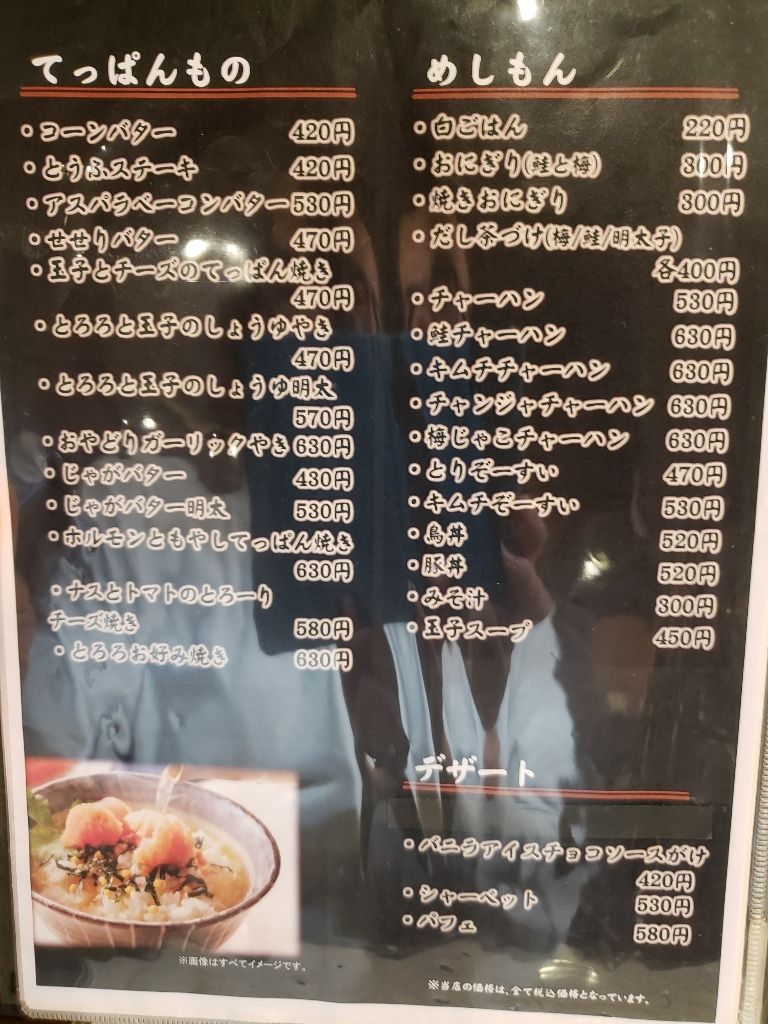 てっぱんもの
・コーンバター 420円
・とうふステーキ 420円
・アスパラベーコンバター 530円
・せせりバター 470円
・玉子とチーズのてっぱん焼き
470円
・とろろと玉子のしょうゆやき
470円
・とろろと玉子のしょうゆ明太
570円
・おやどりガーリックやき 630円
・じゃがバター 430円
・じゃがバター明太 530円
・ホルモンともやしてっぱん焼き
630円
・ナスとトマトのとろーり
チーズ焼き 580円
・とろろお好み焼き 630円
※画像はすべてイメージです。
めしもん
・白ごはん 220円
・おにぎり(鮭と梅) 300円
・焼きおにぎり 300円
・だし茶づけ(梅/鮭/明太子)
各400円
・チャーハン 530円
・鮭チャーハン 630円
・キムチチャーハン 630円
・チャンジャチャーハン 630円
・梅じゃこチャーハン 630円
・とりぞーすい 470円
・キムチぞーすい 530円
・鳥丼 520円
・豚丼 520円
・みそ汁 300円
・玉子スープ 450円
デザート
・バニラアイスチョコソースがけ
420円
・シャーベット 530円
・パフェ 580円
※当店の価格は、全て税込価格となっています。